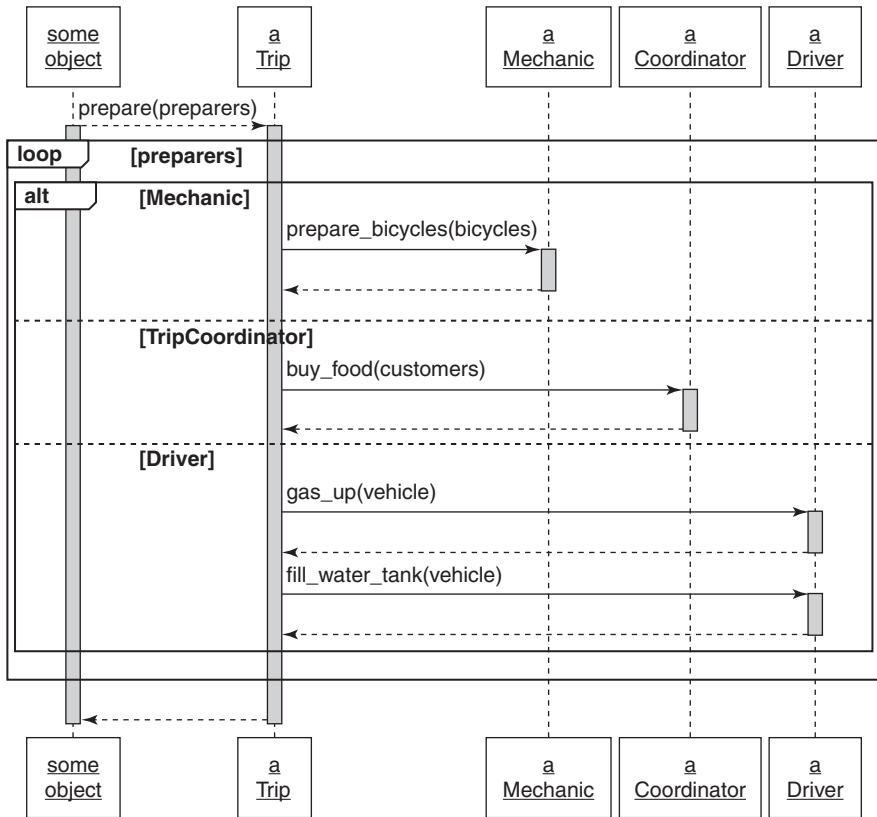 some
object
a
Trip
a
Mechanic
a
Coordinator
a
Driver
prepare(preparers)
loop [preparers]
alt [Mechanic]
prepare_bicycles(bicycles)
[TripCoordinator]
buy_food(customers)
[Driver]
gas_up(vehicle)
fill_water_tank(vehicle)
some
object
a
Trip
a
Mechanic
a
Coordinator
a
Driver